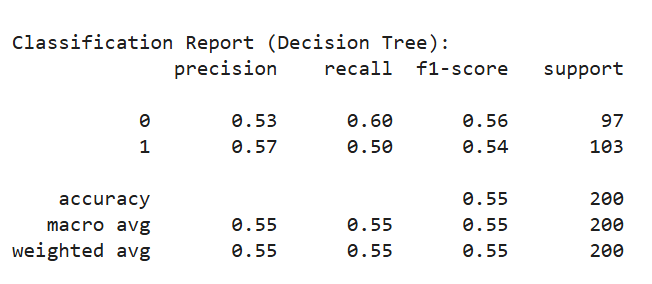 Classification Report (Decision Tree):
precision recall f1-score support
0 0.53 0.60 0.56 97
1 0.57 0.50 0.54 103
accuracy 0.55 200
macro avg 0.55 0.55 0.55 200
weighted avg 0.55 0.55 0.55 200